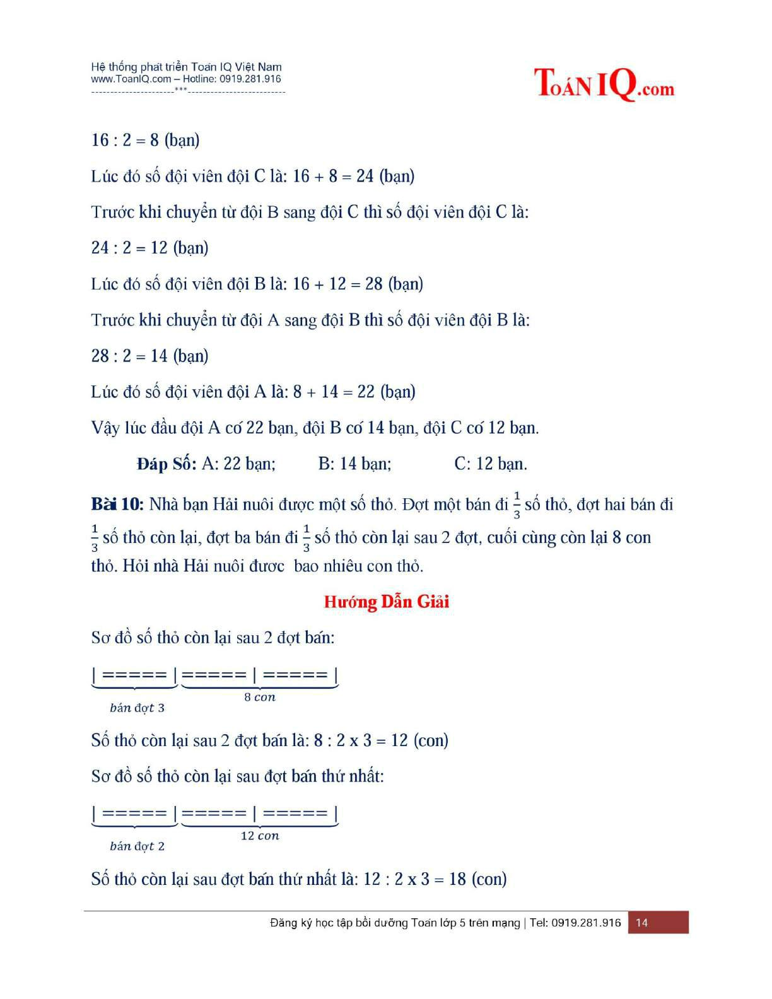 Hệ thống phát triển Toán IQ Việt Nam
www.ToanIQ.com – Hotline: 0919.281.916
----------------------***--------------------------
TOÁN IQ.com
16 : 2 = 8 (bạn)
Lúc đó số đội viên đội C là: 16 + 8 = 24 (bạn)
Trước khi chuyển từ đội B sang đội C thì số đội viên đội C là:
24 : 2 = 12 (bạn)
Lúc đó số đội viên đội B là: 16 + 12 = 28 (bạn)
Trước khi chuyển từ đội A sang đội B thì số đội viên đội B là:
28 : 2 = 14 (bạn)
Lúc đó số đội viên đội A là: 8 + 14 = 22 (bạn)
Vậy lúc đầu đội A có 22 bạn, đội B có 14 bạn, đội C có 12 bạn.
Đáp Số: A: 22 bạn; B: 14 bạn; C: 12 bạn.
Bài 10: Nhà bạn Hải nuôi được một số thỏ. Đợt một bán đi 1/3 số thỏ, đợt hai bán đi
1/3 số thỏ còn lại, đợt ba bán đi 1/3 số thỏ còn lại sau 2 đợt, cuối cùng còn lại 8 con
thỏ. Hỏi nhà Hải nuôi đươc bao nhiêu con thỏ.
Hướng Dẫn Giải
Sơ đồ số thỏ còn lại sau 2 đợt bán:
| ===== | ===== | ===== |
8 con
bán đợt 3
Số thỏ còn lại sau 2 đợt bán là: 8 : 2 x 3 = 12 (con)
Sơ đồ số thỏ còn lại sau đợt bán thứ nhất:
| ===== | ===== | ===== |
12 con
bán đợt 2
Số thỏ còn lại sau đợt bán thứ nhất là: 12 : 2 x 3 = 18 (con)
Đăng ký học tập bồi dưỡng Toán lớp 5 trên mạng | Tel: 0919.281.916 14